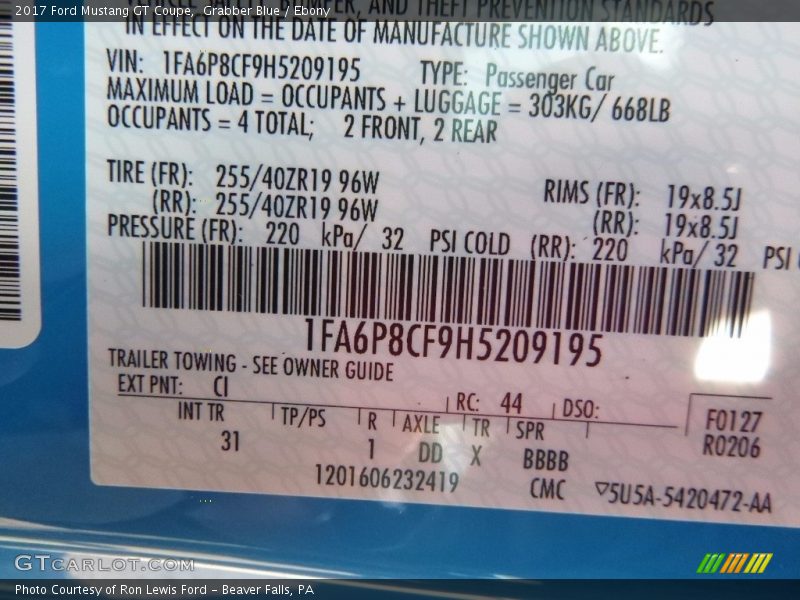 2017 Ford Mustang GT Coupe, Grabber Blue / Ebony
AND THEFT PREVENTION STANDARDS
IN EFFECT ON THE DATE OF MANUFACTURE SHOWN ABOVE.
VIN: 1FA6P8CF9H5209195 TYPE: Passenger Car
MAXIMUM LOAD = OCCUPANTS + LUGGAGE = 303KG/ 668LB
OCCUPANTS = 4 TOTAL; 2 FRONT, 2 REAR
TIRE (FR): 255/40ZR19 96W RIMS (FR): 19x8.5J
(RR): 255/40ZR19 96W (RR): 19x8.5J
PRESSURE (FR): 220 kPa/ 32 PSI COLD (RR): 220 kPa/ 32 PSI
1FA6P8CF9H5209195
TRAILER TOWING - SEE OWNER GUIDE
EXT PNT: CI RC: 44 DSO:
INT TR TP/PS R AXLE TR SPR F0127
31 1 DD X BBBB R0206
1201606232419 CMC ▽5U5A-5420472-AA
GTCARLOT.COM
Photo Courtesy of Ron Lewis Ford - Beaver Falls, PA